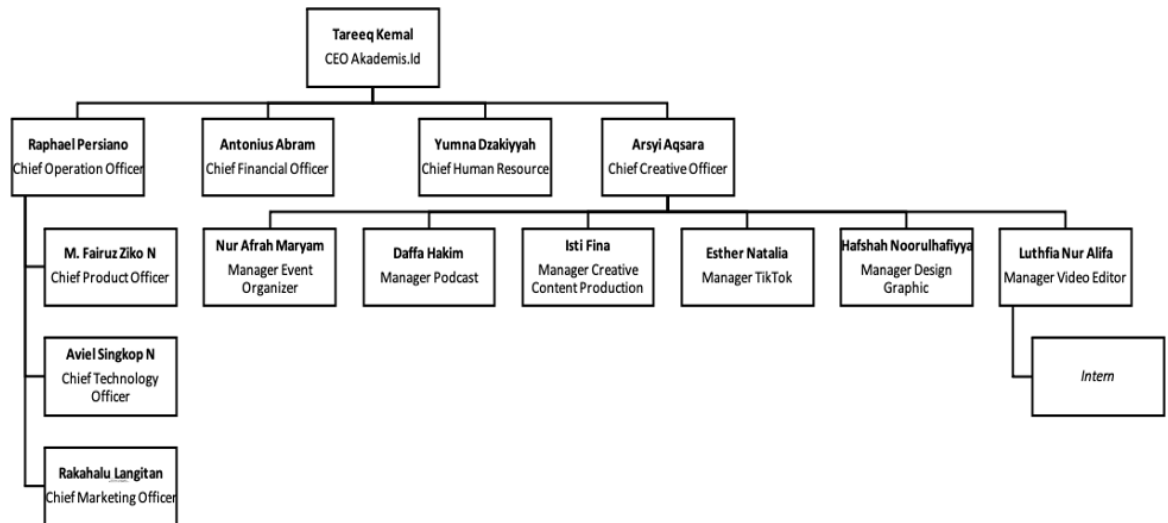 Tareeq Kemal
CEO Akademis.Id
Raphael Persiano
Chief Operation Officer
Antonius Abram
Chief Financial Officer
Yumna Dzakiyyah
Chief Human Resource
Arsyi Aqsara
Chief Creative Officer
M. Fairuz Ziko N
Chief Product Officer
Nur Afrah Maryam
Manager Event
Organizer
Daffa Hakim
Manager Podcast
Isti Fina
Manager Creative
Content Production
Esther Natalia
Manager TikTok
Hafshah Noorulhafiyya
Manager Design
Graphic
Luthfia Nur Alifa
Manager Video Editor
Aviel Singkop N
Chief Technology
Officer
Intern
Rakahalu Langitan
Chief Marketing Officer